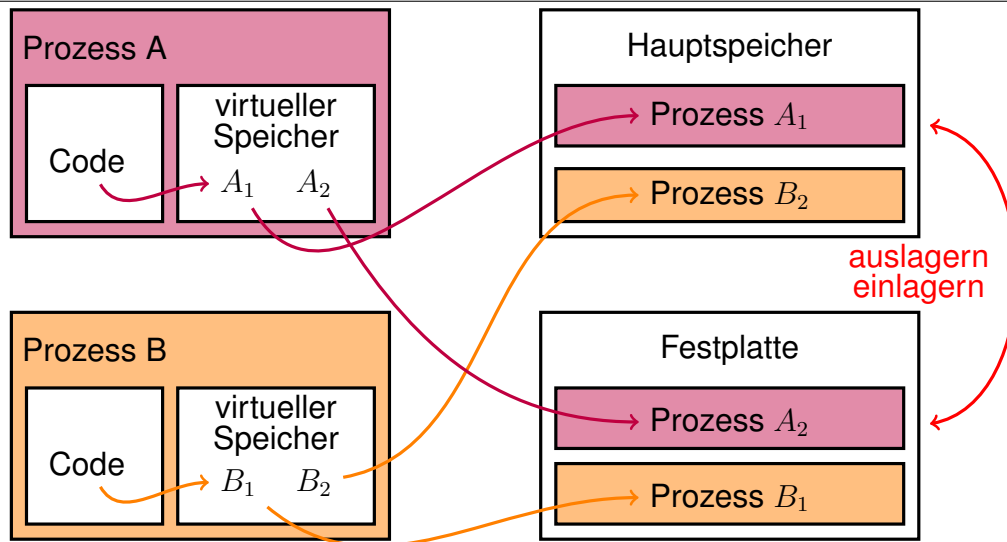 Prozess A
Code
virtueller
Speicher
A₁ A₂
Hauptspeicher
Prozess A₁
Prozess B₂
auslagern
einlagern
Prozess B
Code
virtueller
Speicher
B₁ B₂
Festplatte
Prozess A₂
Prozess B₁